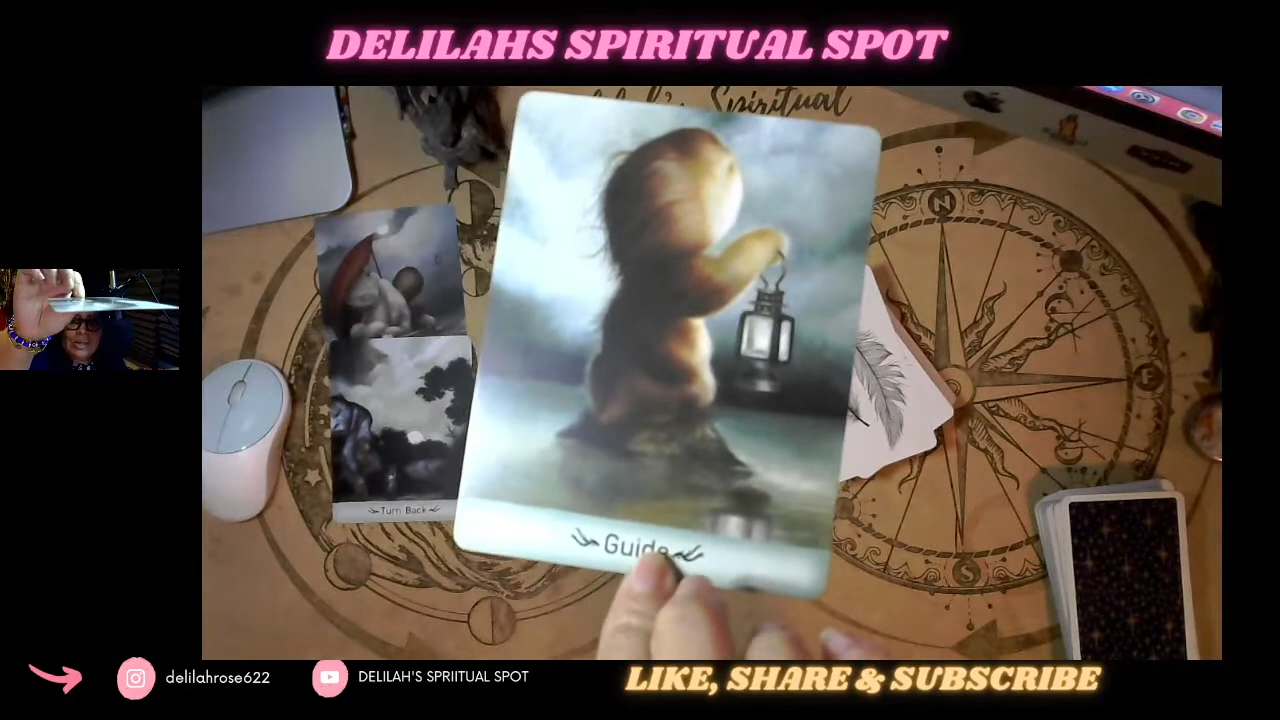 DELILAHS SPIRITUAL SPOT
Spiritual
N
Turn Back
Guide
S
delilahrose622
DELILAH'S SPRIITUAL SPOT
LIKE, SHARE & SUBSCRIBE